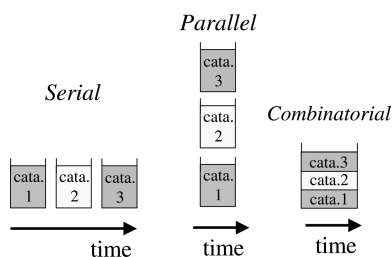 Serial
cata.
1
cata.
2
cata.
3
time
Parallel
cata.
3
cata.
2
cata.
1
time
Combinatorial
cata.3
cata.2
cata.1
time